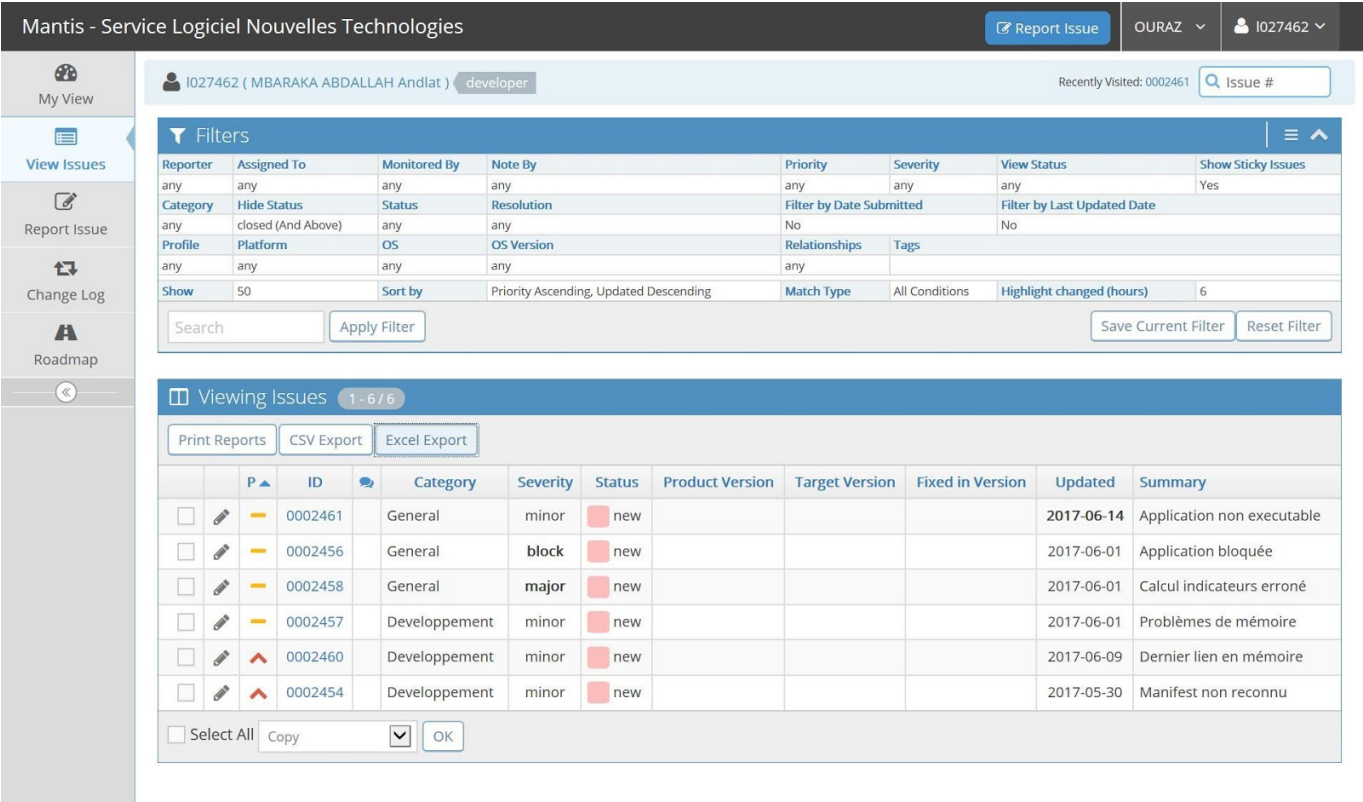 Mantis - Service Logiciel Nouvelles Technologies Report Issue OURAZ l027462
My View
View Issues
Report Issue
Change Log
Roadmap
l027462 ( MBARAKA ABDALLAH Andlat ) developer Recently Visited: 0002461 Issue #
Filters
Reporter Assigned To Monitored By Note By Priority Severity View Status Show Sticky Issues
any any any any any any any Yes
Category Hide Status Status Resolution Filter by Date Submitted Filter by Last Updated Date
any closed (And Above) any any No No
Profile Platform OS OS Version Relationships Tags
any any any any any
Show 50 Sort by Priority Ascending, Updated Descending Match Type All Conditions Highlight changed (hours) 6
Search Apply Filter Save Current Filter Reset Filter
Viewing Issues 1 - 6 / 6
Print Reports CSV Export Excel Export
P ID Category Severity Status Product Version Target Version Fixed in Version Updated Summary
0002461 General minor new 2017-06-14 Application non executable
0002456 General block new 2017-06-01 Application bloquée
0002458 General major new 2017-06-01 Calcul indicateurs erroné
0002457 Developpement minor new 2017-06-01 Problèmes de mémoire
0002460 Developpement minor new 2017-06-09 Dernier lien en mémoire
0002454 Developpement minor new 2017-05-30 Manifest non reconnu
Select All Copy OK